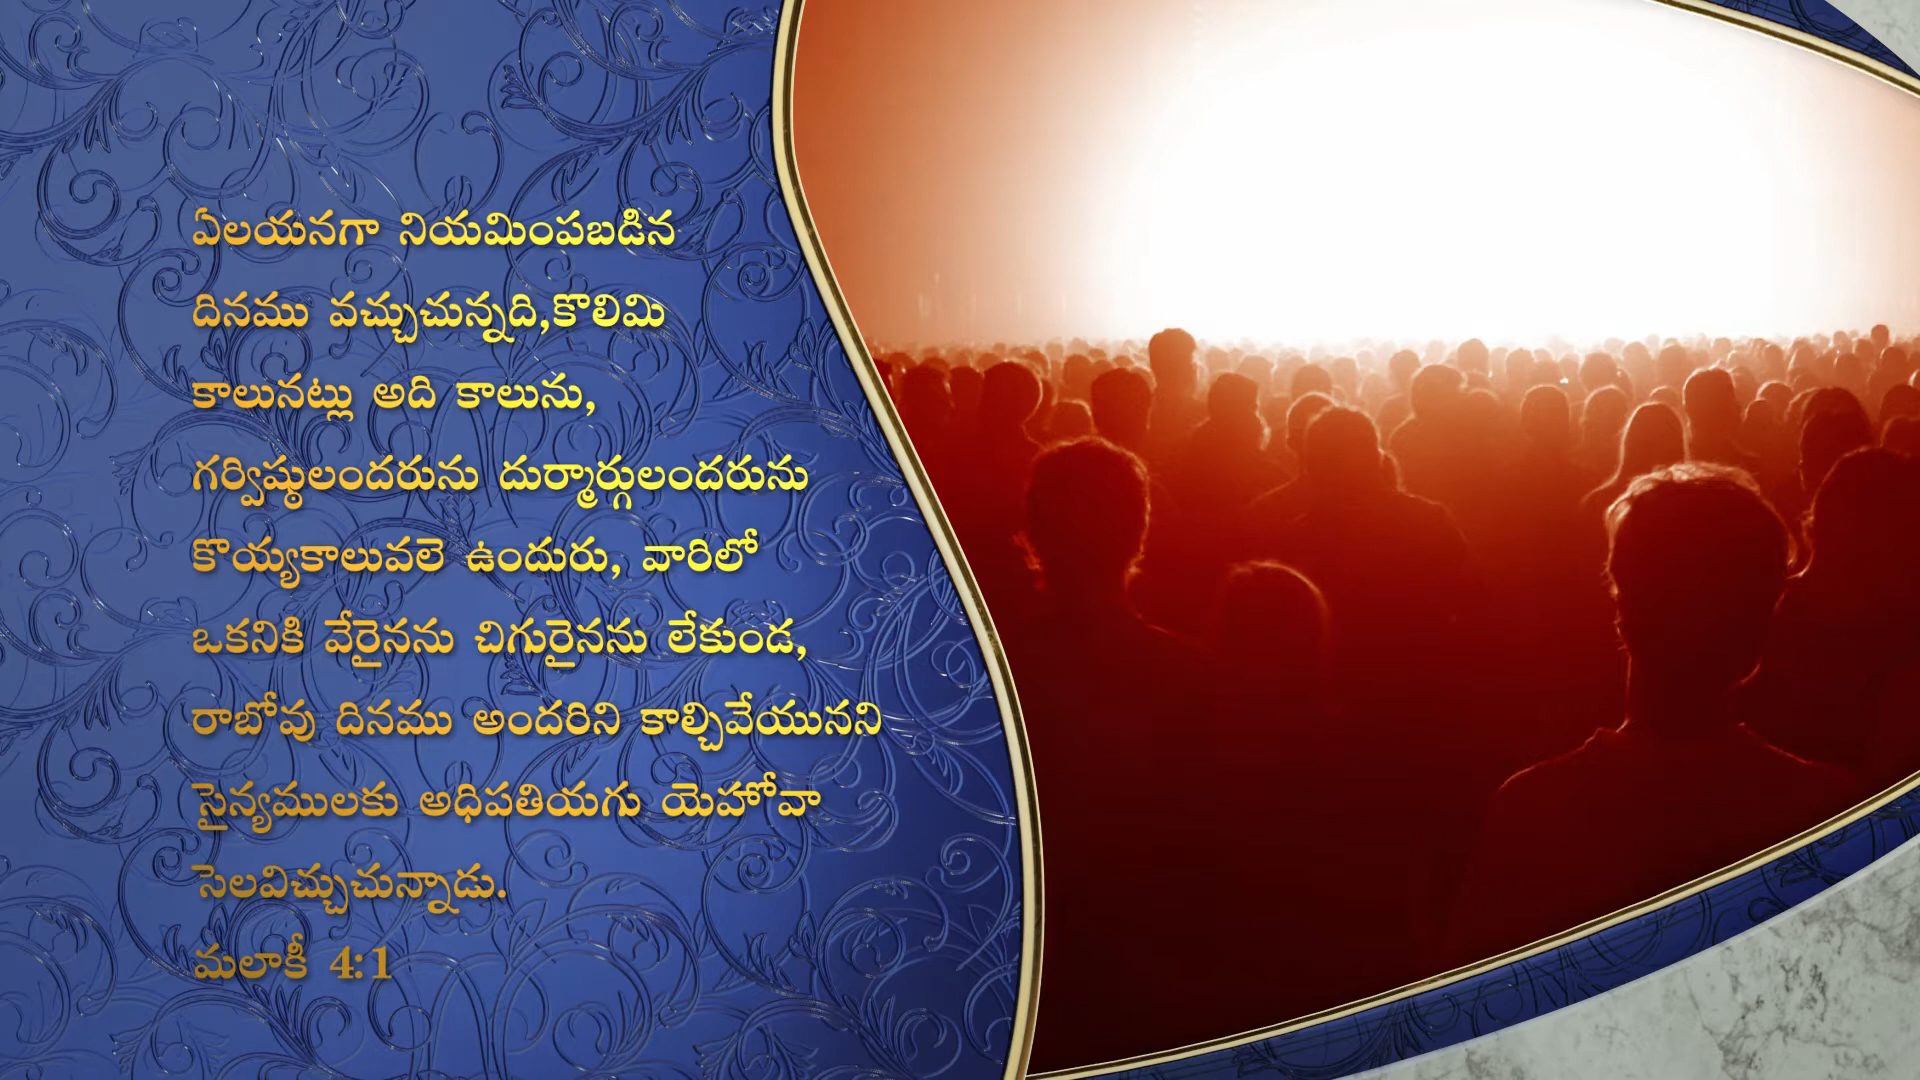 ఏలయనగా నియమింపబడిన
దినము వచ్చుచున్నది,కొలిమి
కాలునట్లు అది కాలును,
గర్విష్ఠులందరును దుర్మార్గులందరును
కొయ్యకాలువలె ఉందురు, వారిలో
ఒకనికి వేరైనను చిగురైనను లేకుండ,
రాబోవు దినము అందరిని కాల్చివేయునని
సైన్యములకు అధిపతియగు యెహోవా
సెలవిచ్చుచున్నాడు.
మలాకీ 4:1